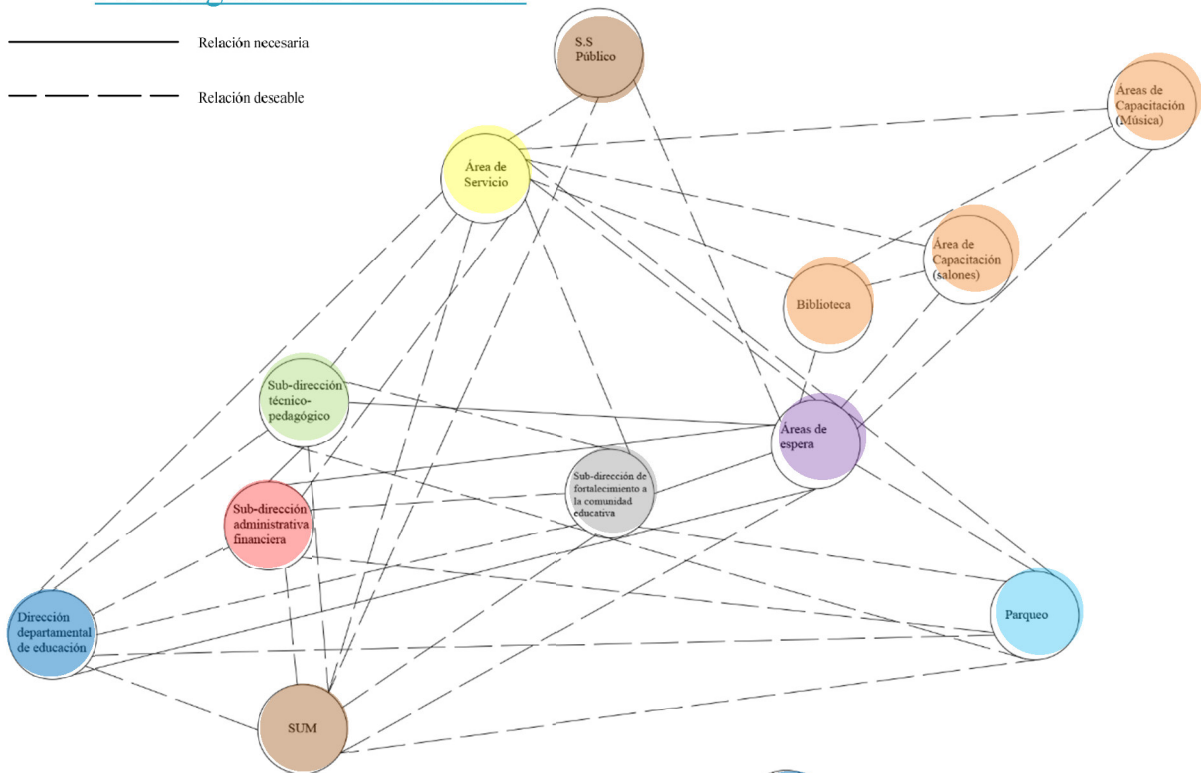 Relación necesaria
Relación deseable
S.S
Público
Áreas de
Capacitación
(Música)
Área de
Servicio
Área de
Capacitación
(salones)
Biblioteca
Sub-dirección
técnico-
pedagógico
Áreas de
espera
Sub-dirección de
fortalecimiento a
la comunidad
educativa
Sub-dirección
administrativa
financiera
Dirección
departamental
de educación
Parqueo
SUM